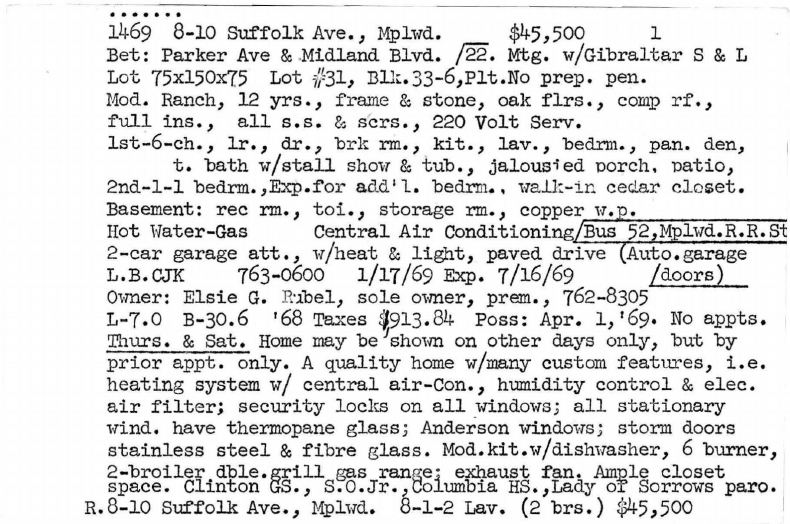 .......
1469 8-10 Suffolk Ave., Mplwd. $45,500 1
Bet: Parker Ave & Midland Blvd. /22. Mtg. w/Gibraltar S & L
Lot 75x150x75 Lot #31, Blk.33-6,Plt.No prep. pen.
Mod. Ranch, 12 yrs., frame & stone, oak flrs., comp rf.,
full ins., all s.s. & scrs., 220 Volt Serv.
1st-6-ch., lr., dr., brk rm., kit., lav., bedrm., pan. den,
t. bath w/stall show & tub., jalousied porch, patio,
2nd-1-1 bedrm.,Exp.for add'l. bedrm., walk-in cedar closet.
Basement: rec rm., toi., storage rm., copper w.p.
Hot Water-Gas Central Air Conditioning/Bus 52,Mplwd.R.R.St
2-car garage att., w/heat & light, paved drive (Auto.garage
L.B.CJK 763-0600 1/17/69 Exp. 7/16/69 /doors)
Owner: Elsie G. Rubel, sole owner, prem., 762-8305
L-7.0 B-30.6 '68 Taxes $913.84 Poss: Apr. 1,'69. No appts.
Thurs. & Sat. Home may be shown on other days only, but by
prior appt. only. A quality home w/many custom features, i.e.
heating system w/ central air-Con., humidity control & elec.
air filter; security locks on all windows; all stationary
wind. have thermopane glass; Anderson windows; storm doors
stainless steel & fibre glass. Mod.kit.w/dishwasher, 6 burner,
2-broiler dble.grill gas range; exhaust fan. Ample closet
space. Clinton GS., S.O.Jr.,Columbia HS.,Lady of Sorrows paro.
R.8-10 Suffolk Ave., Mplwd. 8-1-2 Lav. (2 brs.) $45,500